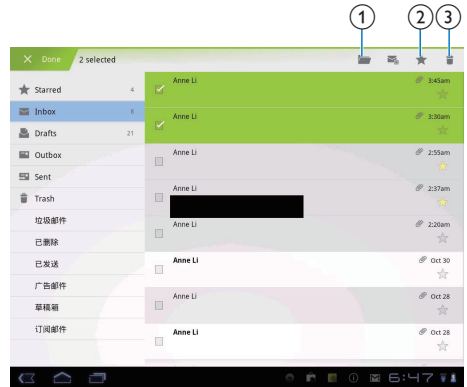 1 2 3
Done 2 selected
Starred 4
Inbox 8
Drafts 21
Outbox
Sent
Trash
垃圾邮件
已删除
已发送
广告邮件
草稿箱
订阅邮件
Anne Li 3:45am
Anne Li 3:30am
Anne Li 2:55am
Anne Li 2:37am
Anne Li 2:20am
Anne Li Oct 30
Anne Li Oct 28
Anne Li Oct 28
6:47